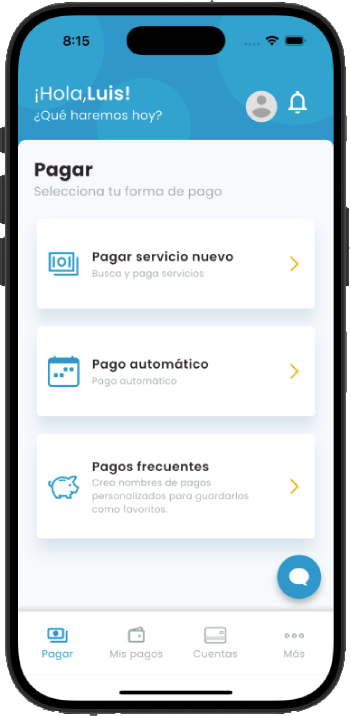 8:15
¡Hola,Luis!
¿Qué haremos hoy?
Pagar
Selecciona tu forma de pago
Pagar servicio nuevo
Busca y paga servicios
Pago automático
Pago automático
Pagos frecuentes
Crea nombres de pagos
personalizados para guardarlos
como favoritos.
Pagar
Mis pagos
Cuentas
Más